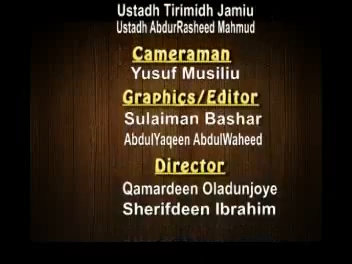 Ustadh Tirimidh Jamiu
Ustadh AbdurRasheed Mahmud
Cameraman
Yusuf Musiliu
Graphics/Editor
Sulaiman Bashar
AbdulYaqeen AbdulWaheed
Director
Qamardeen Oladunjoye
Sherifdeen Ibrahim